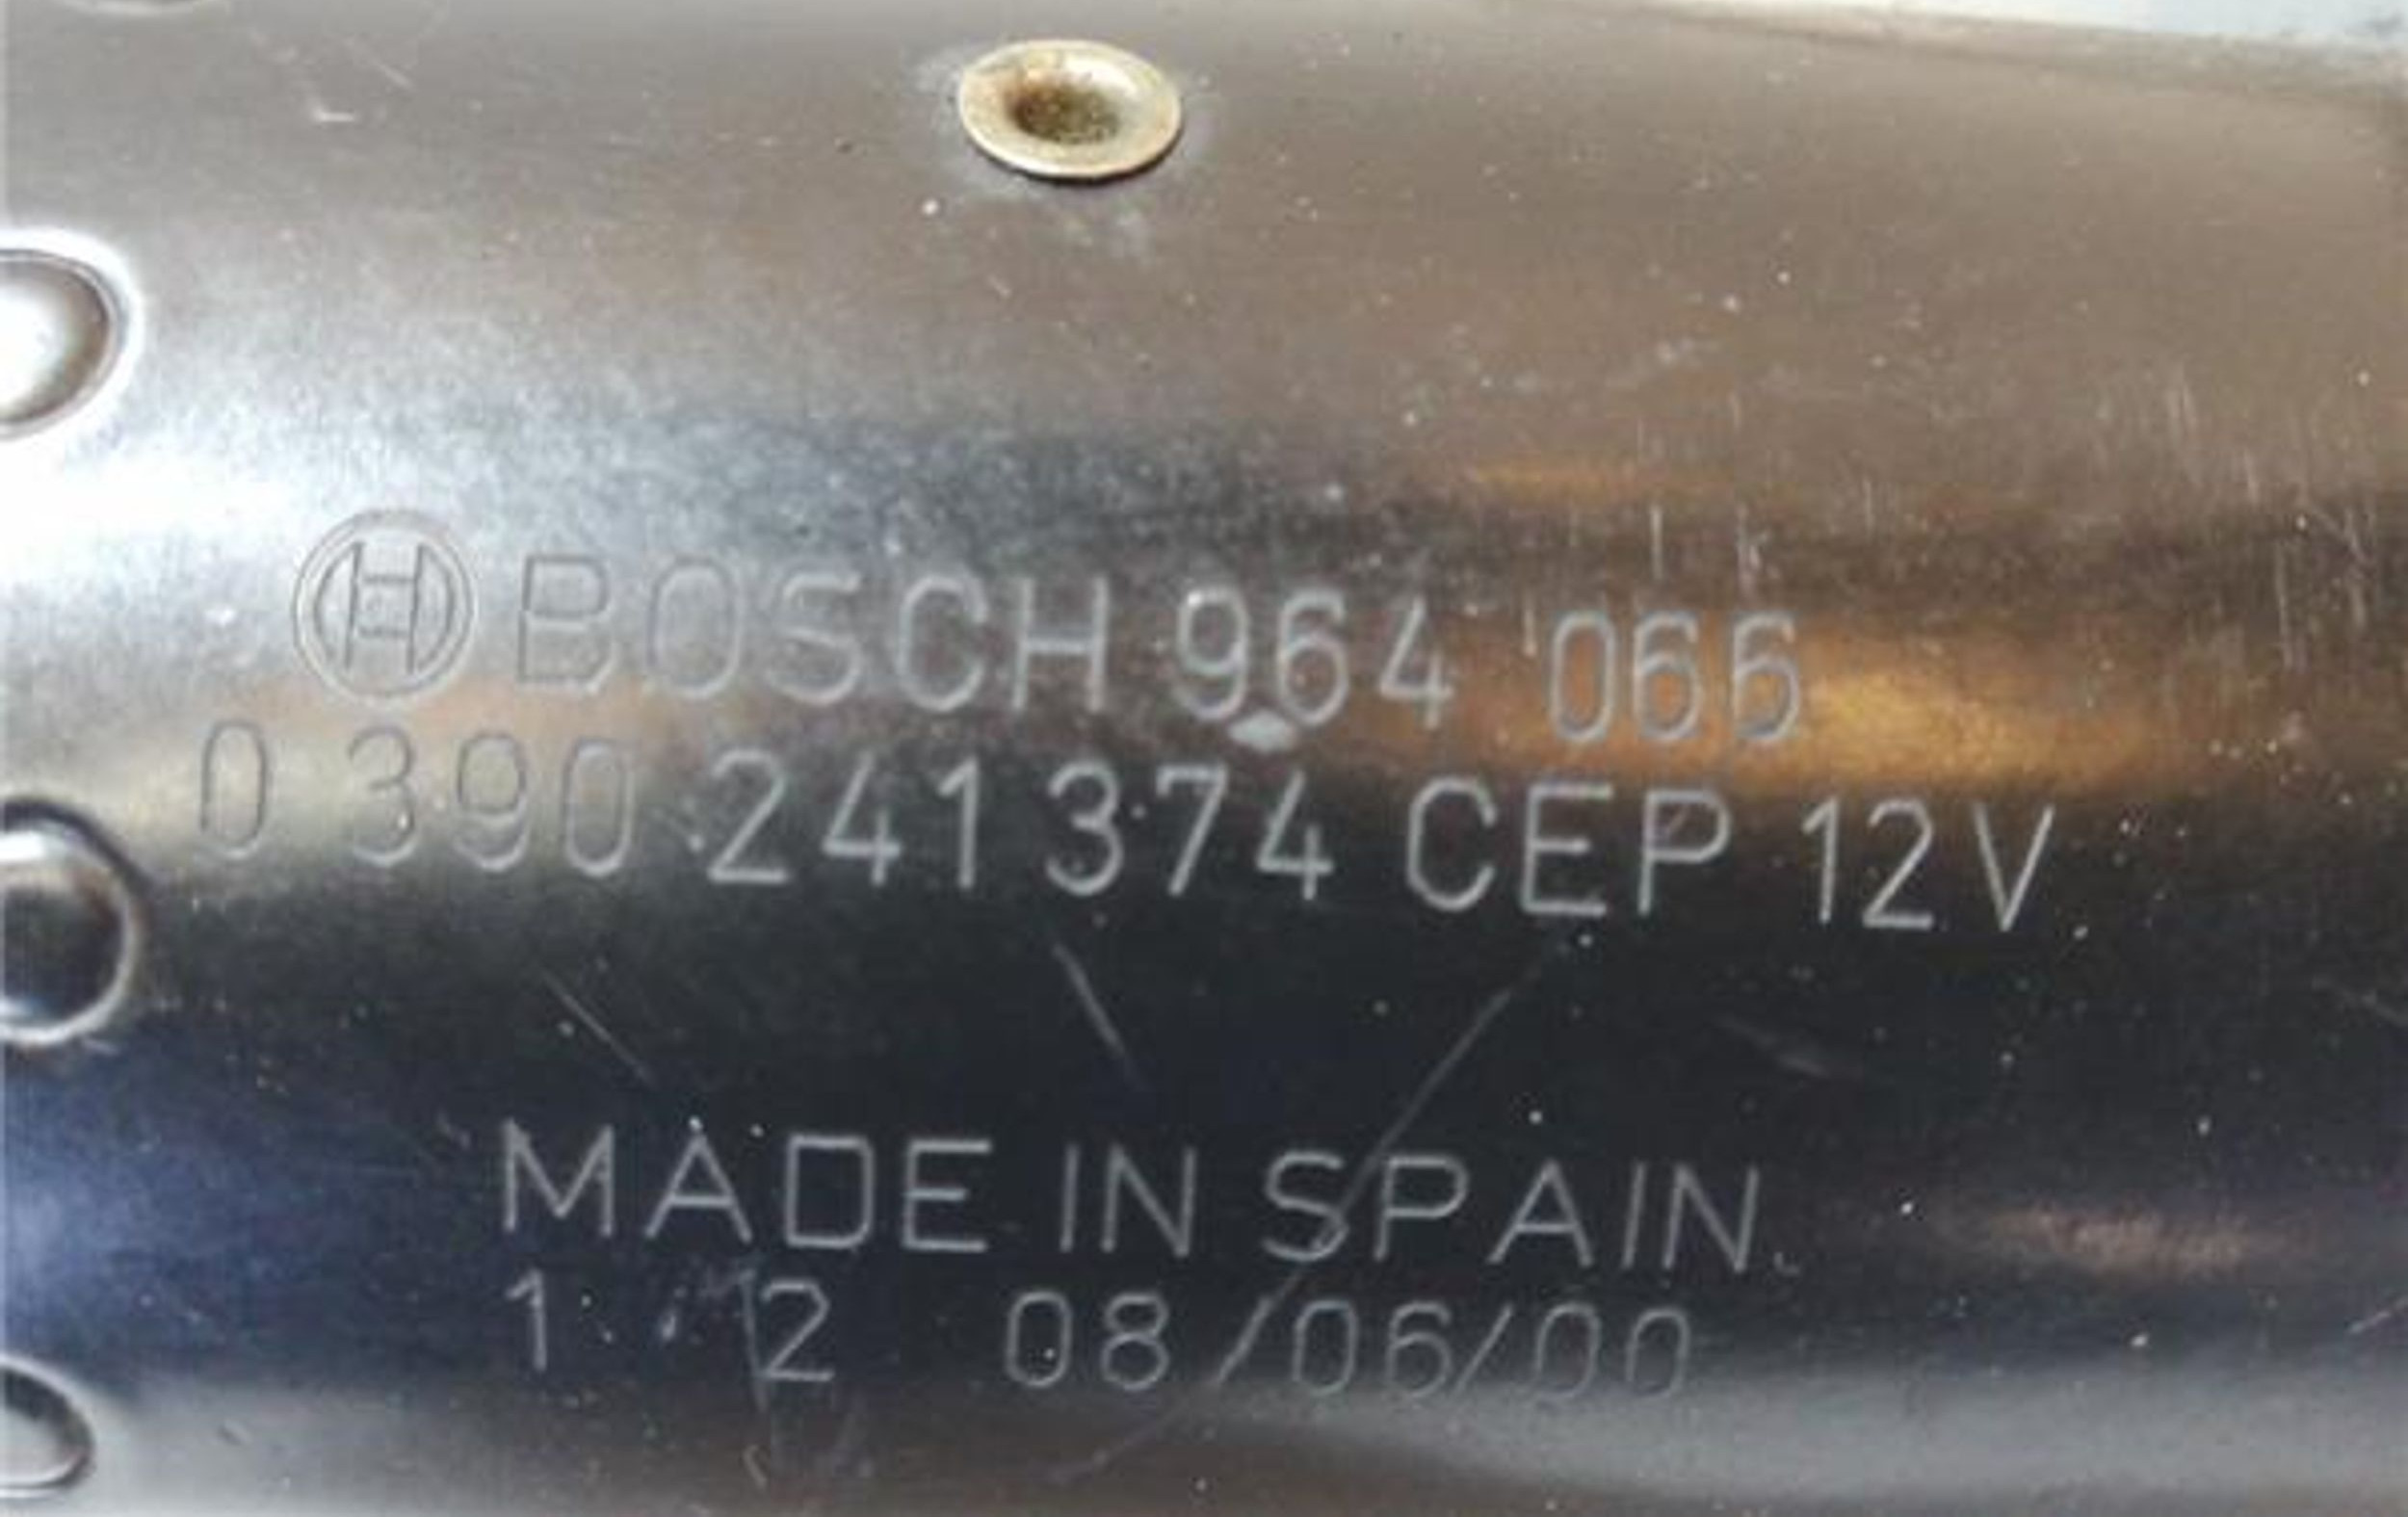 BOSCH 964 066
0 390 241 374 CEP 12V
MADE IN SPAIN
1 2 08/06/00